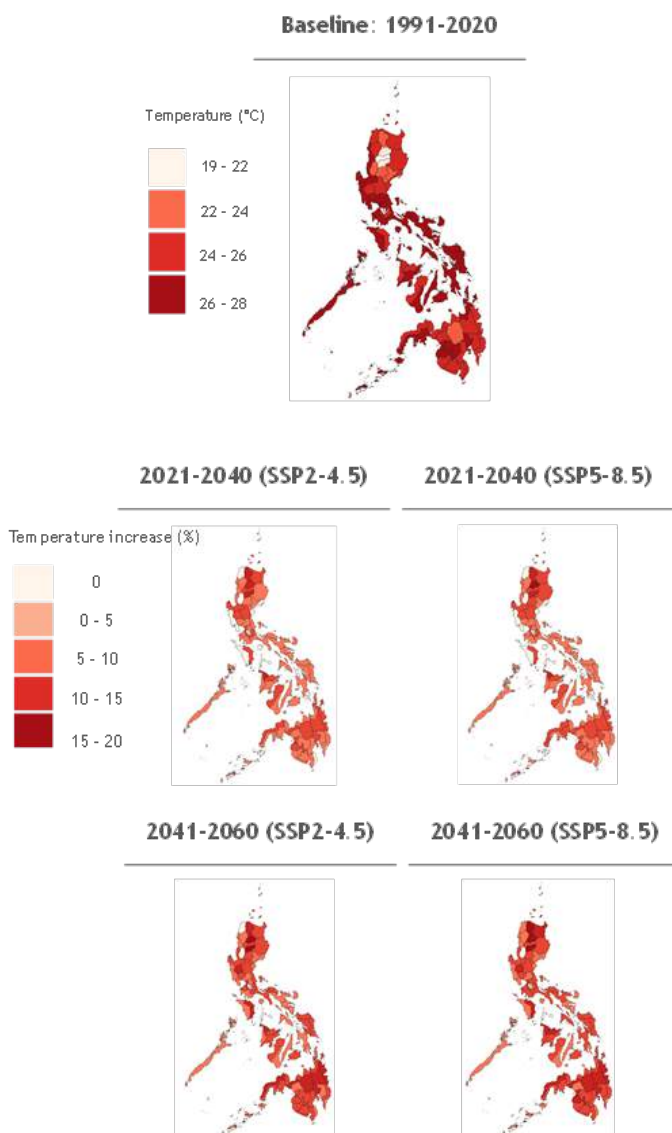 Baseline: 1991-2020
Temperature (°C)
19 - 22
22 - 24
24 - 26
26 - 28
2021-2040 (SSP2-4.5)
2021-2040 (SSP5-8.5)
Temperature increase (%)
0
0 - 5
5 - 10
10 - 15
15 - 20
2041-2060 (SSP2-4.5)
2041-2060 (SSP5-8.5)